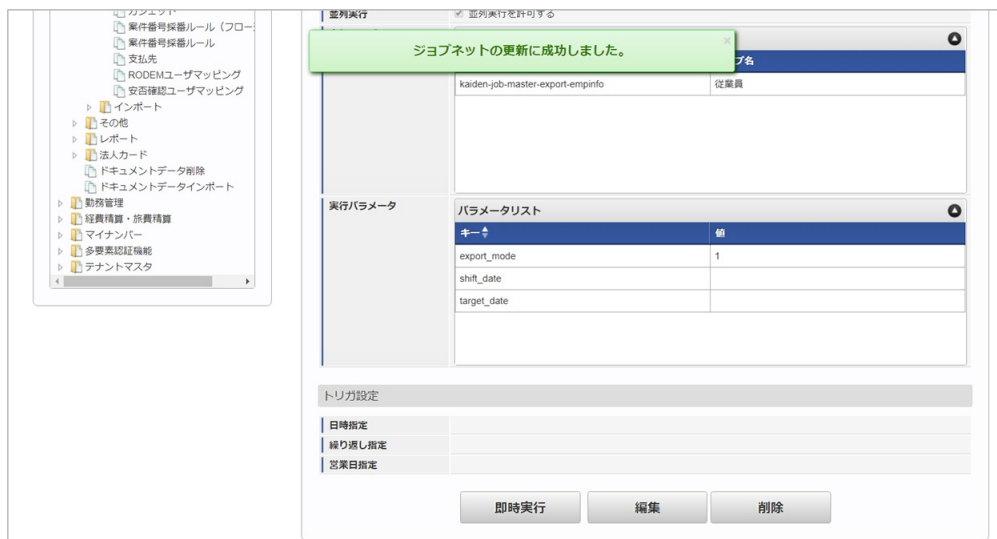 ガジェット
案件番号採番ルール（フロー
案件番号採番ルール
支払先
RODEMユーザマッピング
安否確認ユーザマッピング
インポート
その他
レポート
法人カード
ドキュメントデータ削除
ドキュメントデータインポート
勤務管理
経費精算・旅費精算
マイナンバー
多要素認証機能
テナントマスタ
並列実行
並列実行を許可する
ジョブネットの更新に成功しました。
×
ブ名
kaiden-job-master-export-empinfo 従業員
実行パラメータ
パラメータリスト
キー 値
export_mode 1
shift_date
target_date
トリガ設定
日時指定
繰り返し指定
営業日指定
即時実行 編集 削除